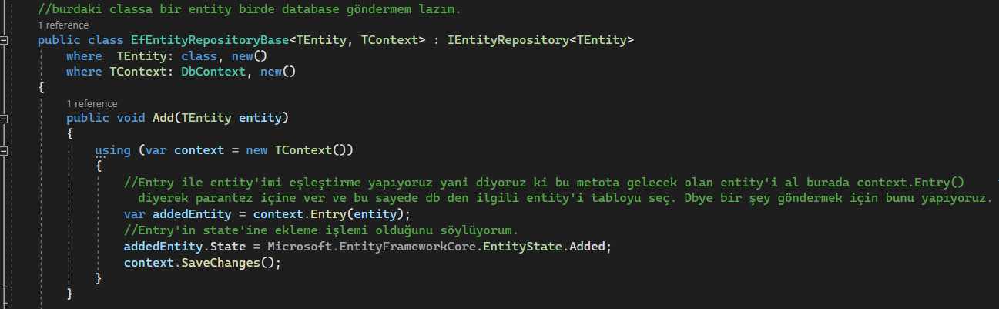 //burdaki classa bir entity birde database göndermem lazım.
1 reference
public class EfEntityRepositoryBase<TEntity, TContext> : IEntityRepository<TEntity>
where  TEntity: class, new()
where TContext: DbContext, new()
{
1 reference
public void Add(TEntity entity)
{
using (var context = new TContext())
{
//Entry ile entity'imi eşleştirme yapıyoruz yani diyoruz ki bu metota gelecek olan entity'i al burada context.Entry()
diyerek parantez içine ver ve bu sayede db den ilgili entity'i tabloyu seç. Dbye bir şey göndermek için bunu yapıyoruz.
var addedEntity = context.Entry(entity);
//Entry'in state'ine ekleme işlemi olduğunu söylüyorum.
addedEntity.State = Microsoft.EntityFrameworkCore.EntityState.Added;
context.SaveChanges();
}
}